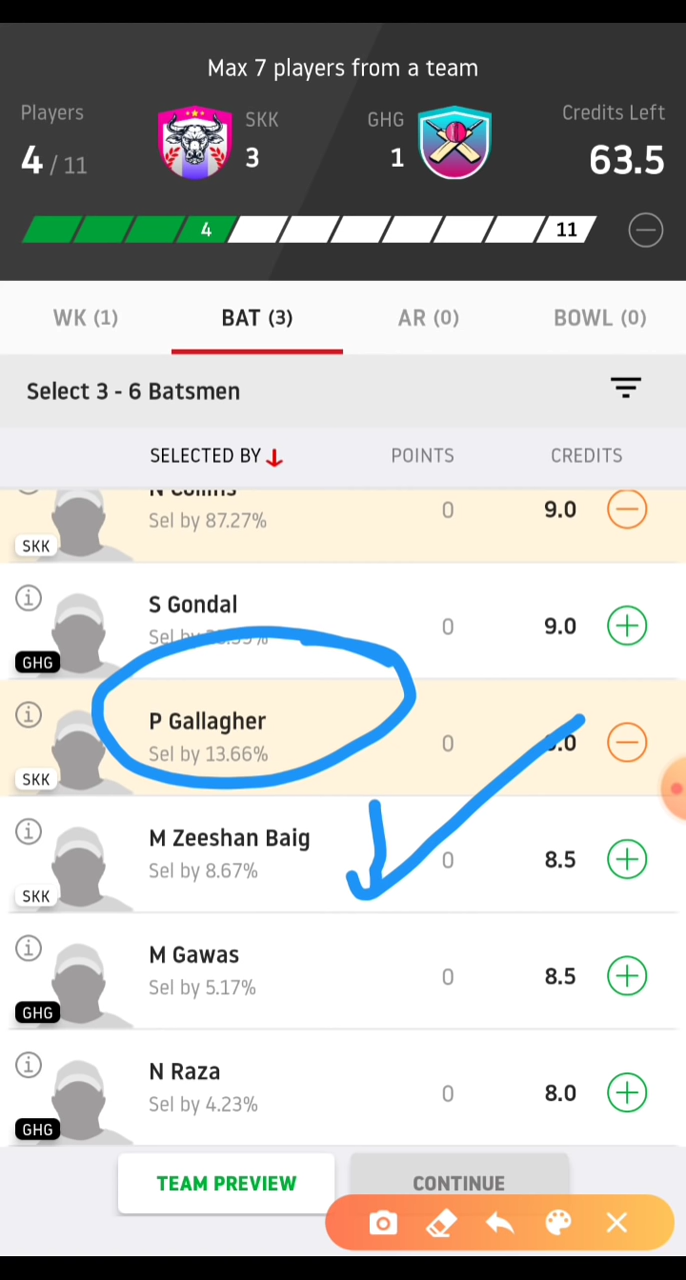 Max 7 players from a team
Players
SKK
GHG
Credits Left
4 / 11
3
1
63.5
4
11
WK (1)
BAT (3)
AR (0)
BOWL (0)
Select 3 - 6 Batsmen
SELECTED BY
POINTS
CREDITS
N Collins
Sel by 87.27%
0
9.0
SKK
S Gondal
Sel by
0
9.0
GHG
P Gallagher
Sel by 13.66%
0
SKK
M Zeeshan Baig
Sel by 8.67%
0
8.5
SKK
M Gawas
Sel by 5.17%
0
8.5
GHG
N Raza
Sel by 4.23%
0
8.0
GHG
TEAM PREVIEW
CONTINUE